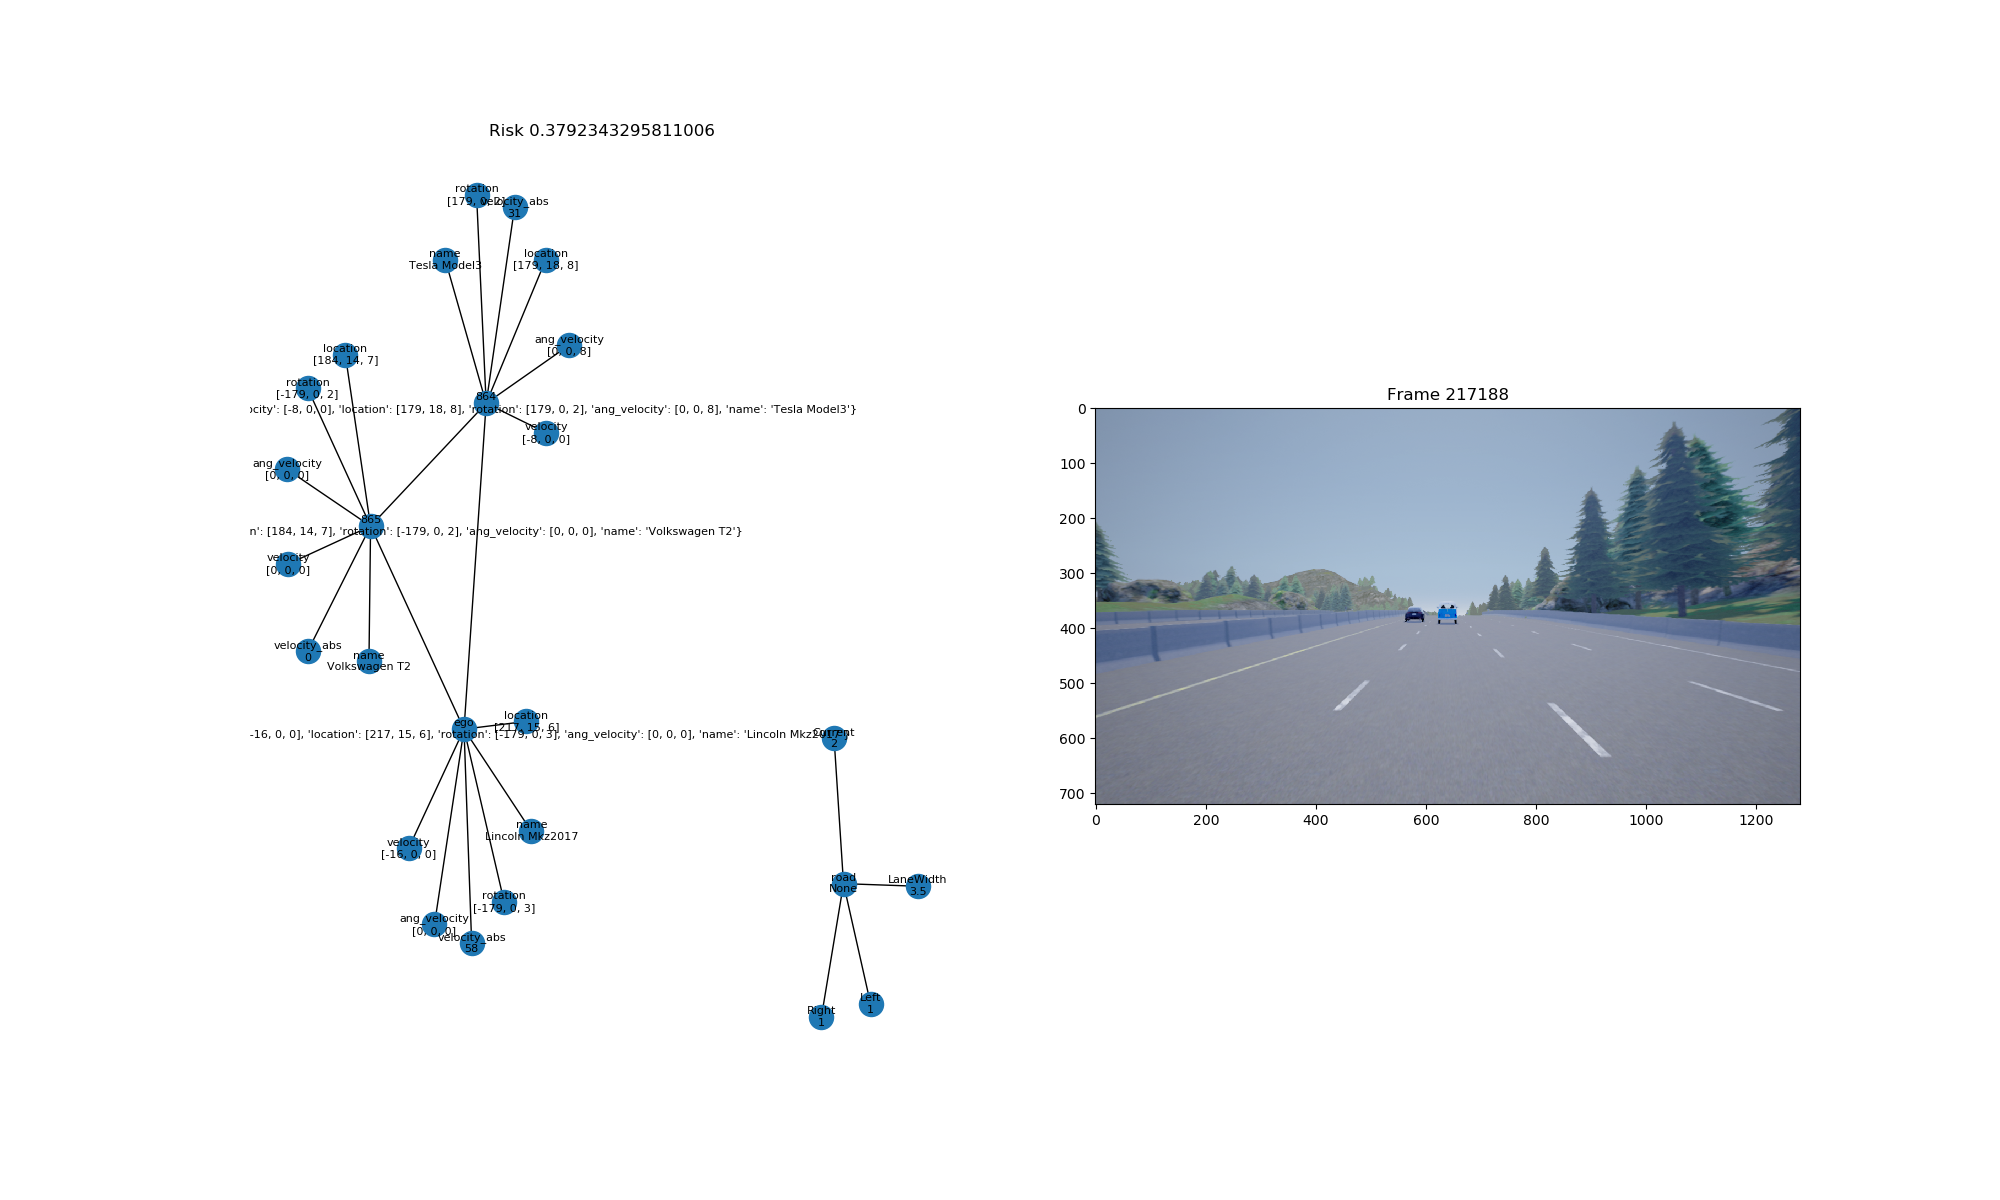 Risk 0.3792343295811006
rotation
[179, 0, 2]
velocity_abs
31
name
Tesla Model3
location
[179, 18, 8]
ang_velocity
[0, 0, 8]
location
[184, 14, 7]
rotation
[-179, 0, 2]
864
ocity': [-8, 0, 0], 'location': [179, 18, 8], 'rotation': [179, 0, 2], 'ang_velocity': [0, 0, 8], 'name': 'Tesla Model3'}
velocity
[-8, 0, 0]
ang_velocity
[0, 0, 0]
865
n': [184, 14, 7], 'rotation': [-179, 0, 2], 'ang_velocity': [0, 0, 0], 'name': 'Volkswagen T2'}
velocity
[0, 0, 0]
velocity_abs
0
name
Volkswagen T2
location
[217, 15, 6]
ego
-16, 0, 0], 'location': [217, 15, 6], 'rotation': [-179, 0, 3], 'ang_velocity': [0, 0, 0], 'name': 'Lincoln Mkz2017'}
Current
2
name
Lincoln Mkz2017
velocity
[-16, 0, 0]
rotation
[-179, 0, 3]
ang_velocity
[0, 0, 0]
velocity_abs
58
road
None
LaneWidth
3.5
Left
1
Right
1
Frame 217188
0
100
200
300
400
500
600
700
0
200
400
600
800
1000
1200